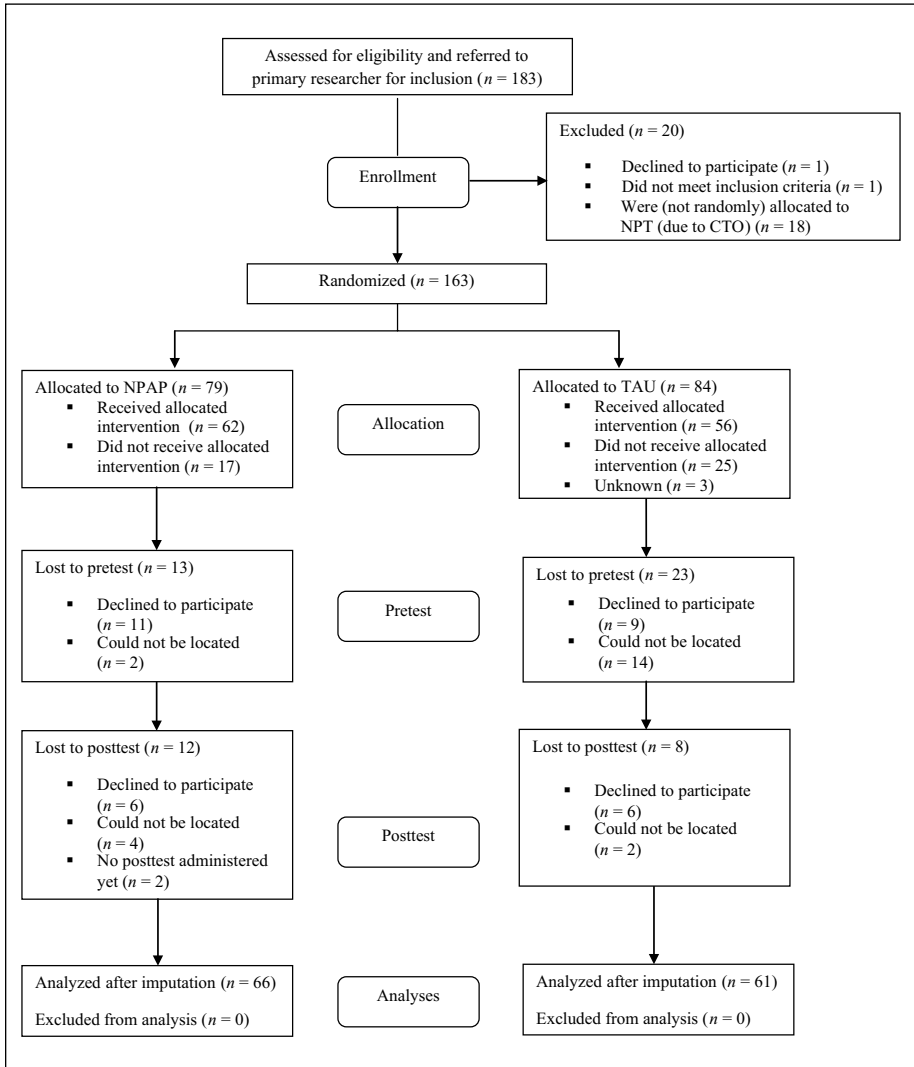 Assessed for eligibility and referred to
primary researcher for inclusion (n = 183)
Excluded (n = 20)
▪ Declined to participate (n = 1)
▪ Did not meet inclusion criteria (n = 1)
▪ Were (not randomly) allocated to
NPT (due to CTO) (n = 18)
Enrollment
Randomized (n = 163)
Allocated to NPAP (n = 79)
▪ Received allocated
intervention (n = 62)
▪ Did not receive allocated
intervention (n = 17)
Allocation
Allocated to TAU (n = 84)
▪ Received allocated
intervention (n = 56)
▪ Did not receive allocated
intervention (n = 25)
▪ Unknown (n = 3)
Lost to pretest (n = 13)
▪ Declined to participate
(n = 11)
▪ Could not be located
(n = 2)
Pretest
Lost to pretest (n = 23)
▪ Declined to participate
(n = 9)
▪ Could not be located
(n = 14)
Lost to posttest (n = 12)
▪ Declined to participate
(n = 6)
▪ Could not be located
(n = 4)
▪ No posttest administered
yet (n = 2)
Posttest
Lost to posttest (n = 8)
▪ Declined to participate
(n = 6)
▪ Could not be located
(n = 2)
Analyzed after imputation (n = 66)
Excluded from analysis (n = 0)
Analyses
Analyzed after imputation (n = 61)
Excluded from analysis (n = 0)